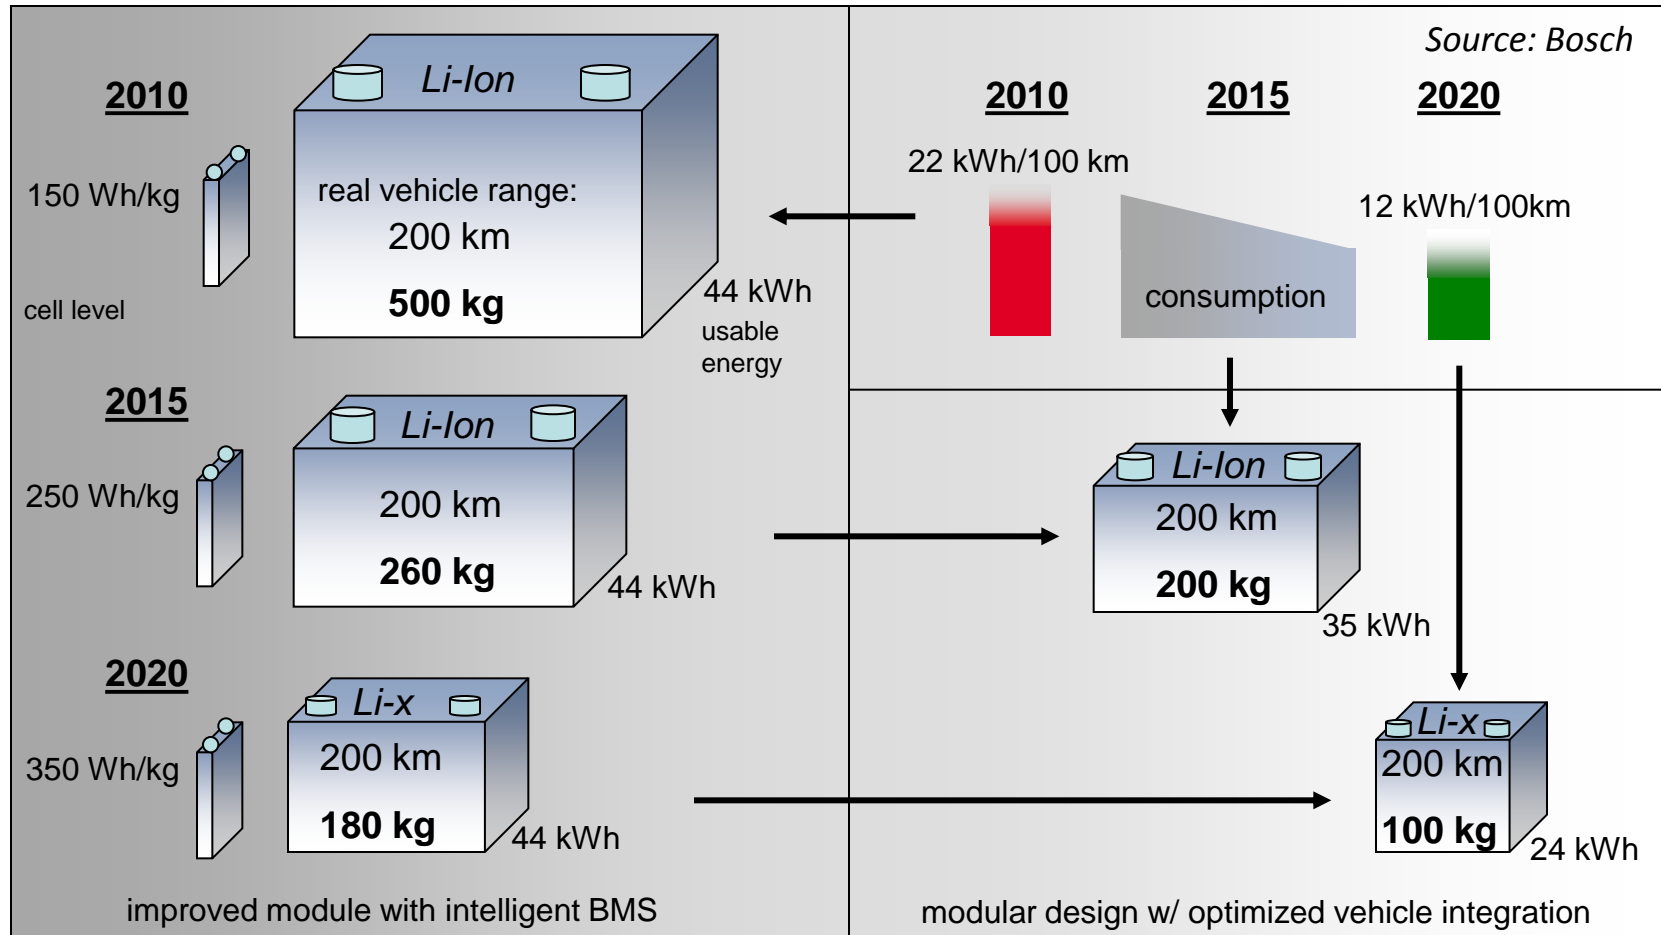 Source: Bosch
2010
Li-Ion
150 Wh/kg
real vehicle range:
200 km
500 kg
44 kWh
usable
energy
cell level
2015
Li-Ion
250 Wh/kg
200 km
260 kg
44 kWh
2020
Li-x
350 Wh/kg
200 km
180 kg
44 kWh
improved module with intelligent BMS
2010
2015
2020
22 kWh/100 km
12 kWh/100km
consumption
Li-Ion
200 km
200 kg
35 kWh
Li-x
200 km
100 kg
24 kWh
modular design w/ optimized vehicle integration